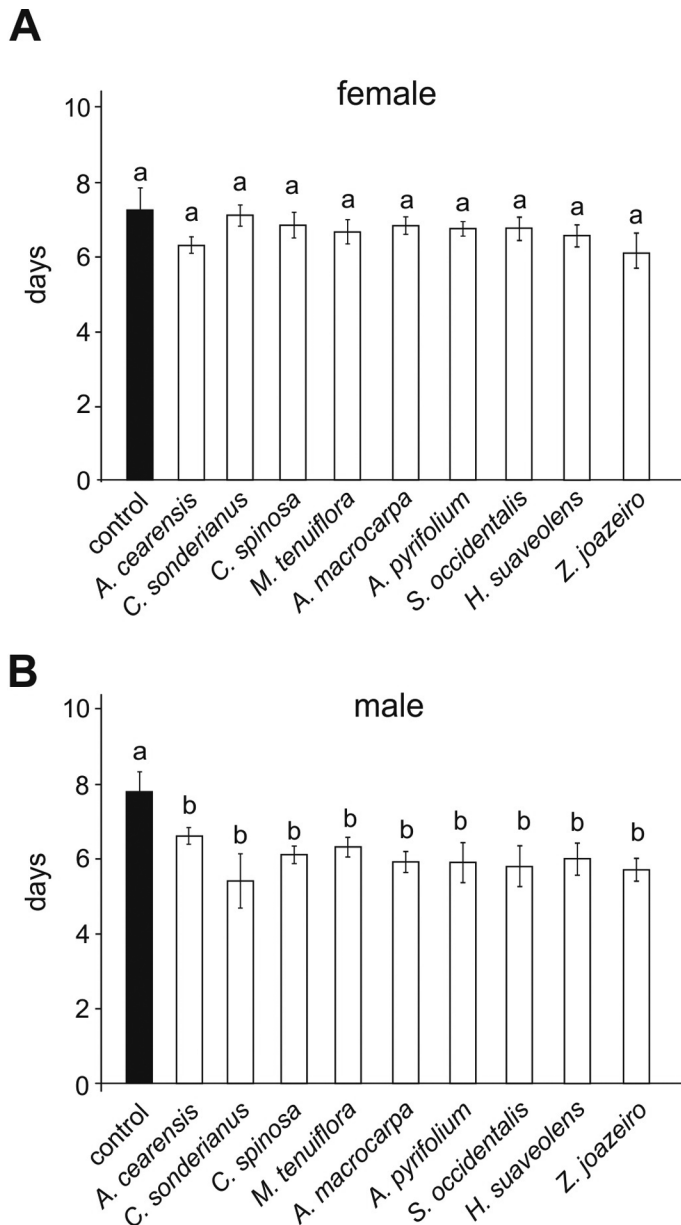 A
female
10
8
6
4
2
0
days
a
a
a
a
a
a
a
a
a
a
control
A. cearensis
C. sonderianus
C. spinosa
M. tenuiflora
A. macrocarpa
A. pyrifolium
S. occidentalis
H. suaveolens
Z. joazeiro
B
male
10
8
6
4
2
0
days
a
b
b
b
b
b
b
b
b
b
control
A. cearensis
C. sonderianus
C. spinosa
M. tenuiflora
A. macrocarpa
A. pyrifolium
S. occidentalis
H. suaveolens
Z. joazeiro